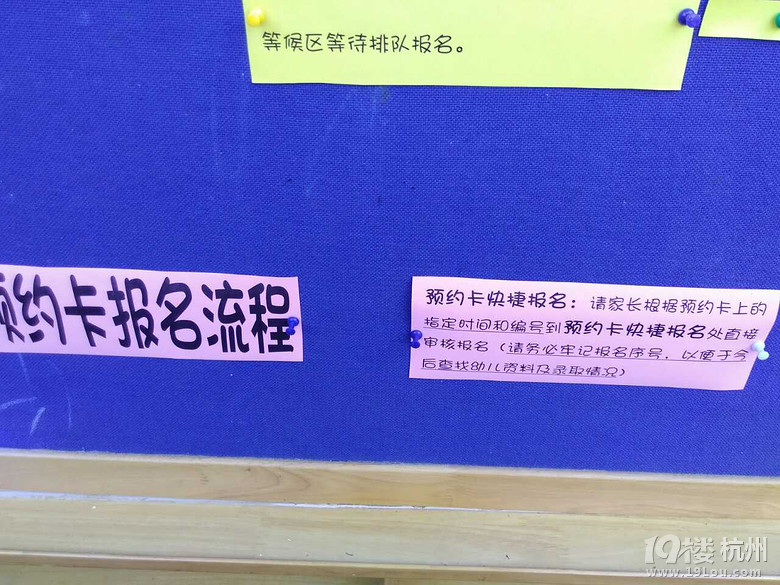 等候区等待排队报名。
预约卡报名流程
预约卡快捷报名：请家长根据预约卡上的
指定时间和编号到预约卡快捷报名处直接
审核报名（请务必牢记报名序号，以便于今
后查找幼儿资料及录取情况）
19楼杭州
www.19lou.com